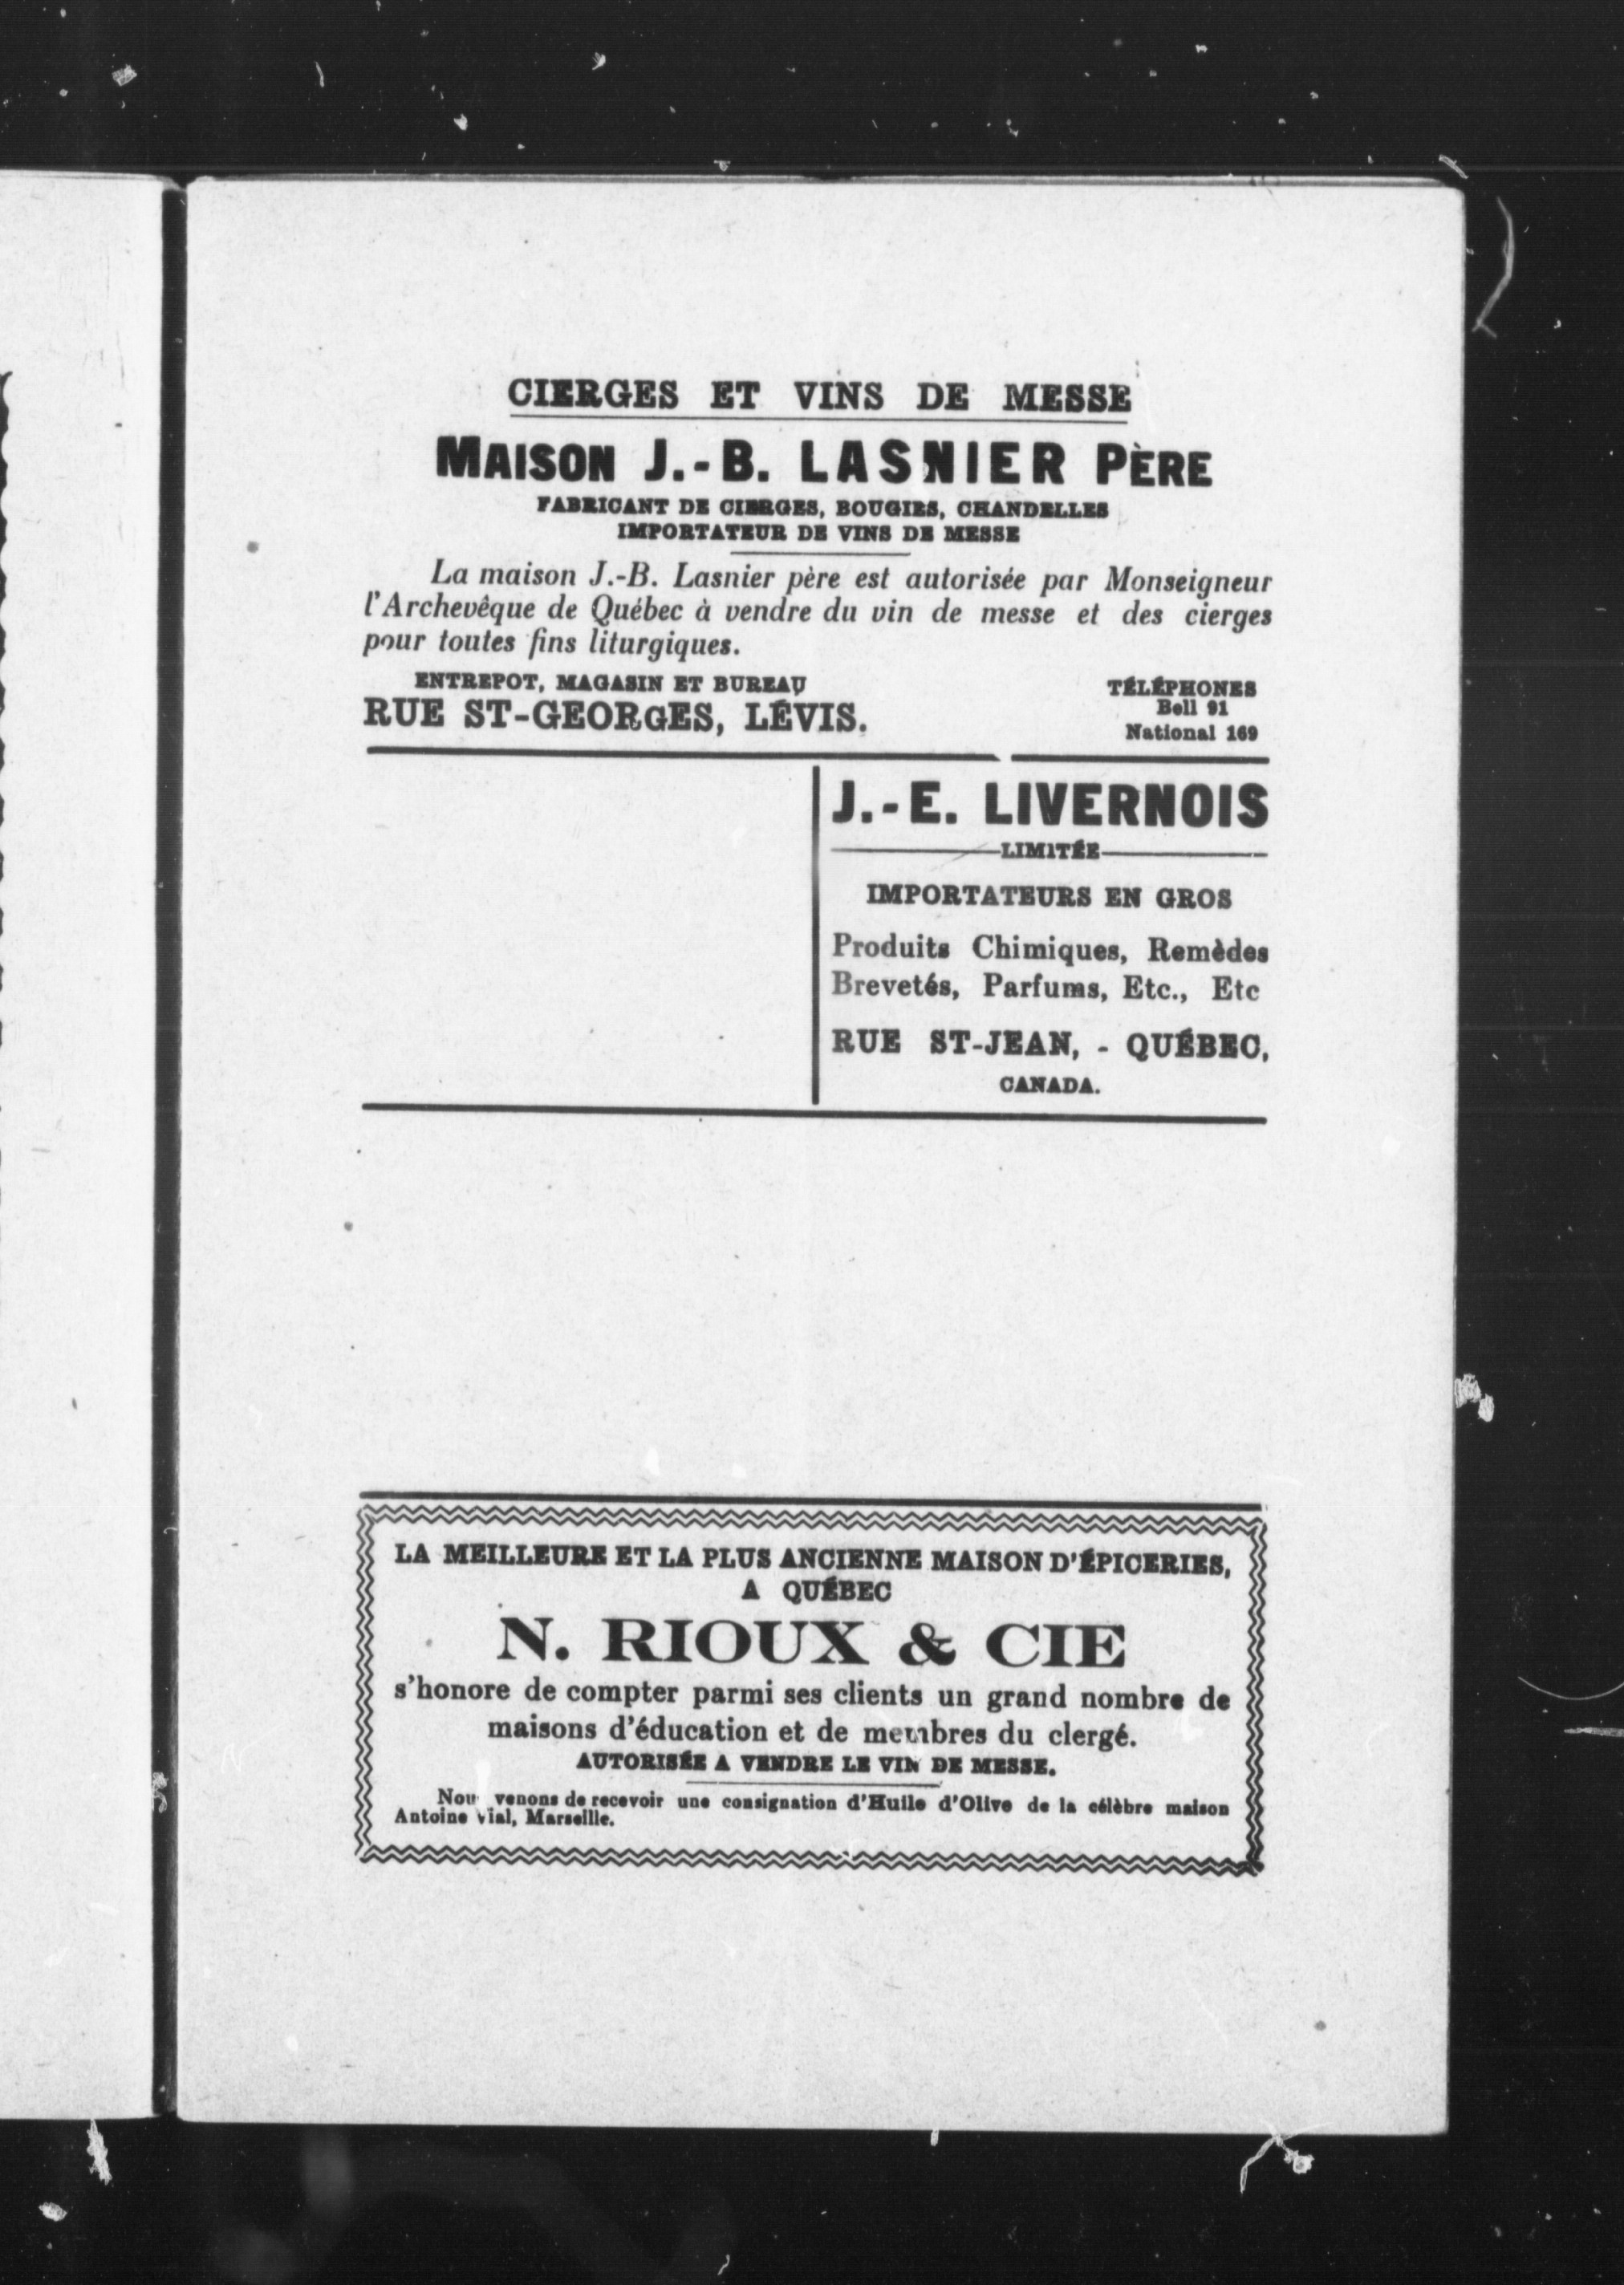 CIERGES ET VINS DE MESSE
MAISON J.-B. LASNIER PÈRE
FABRICANT DE CIERGES, BOUGIES, CHANDELLES
IMPORTATEUR DE VINS DE MESSE
La maison J.-B. Lasnier père est autorisée par Monseigneur
l'Archevêque de Québec à vendre du vin de messe et des cierges
pour toutes fins liturgiques.
ENTREPOT, MAGASIN ET BUREAU
RUE ST-GEORGES, LÉVIS.
TÉLÉPHONES
Bell 91
National 169
J.-E. LIVERNOIS
LIMITÉE
IMPORTATEURS EN GROS
Produits Chimiques, Remèdes
Brevetés, Parfums, Etc., Etc
RUE ST-JEAN, - QUÉBEC,
CANADA.
LA MEILLEURE ET LA PLUS ANCIENNE MAISON D'ÉPICERIES,
A QUÉBEC
N. RIOUX & CIE
s'honore de compter parmi ses clients un grand nombre de
maisons d'éducation et de membres du clergé.
AUTORISÉE A VENDRE LE VIN DE MESSE.
Nou venons de recevoir une consignation d'Huile d'Olive de la célèbre maison
Antoine Vial, Marseille.